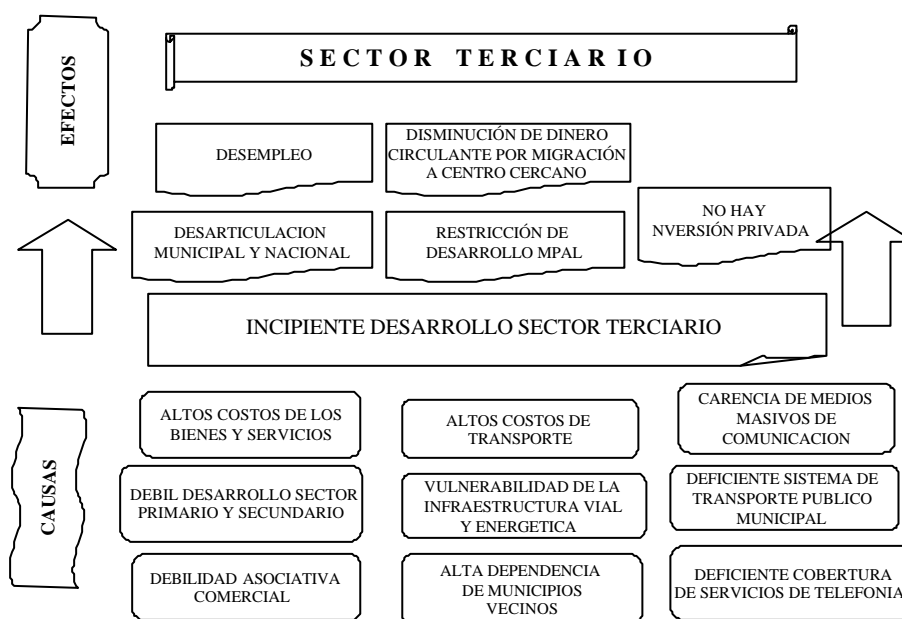 SECTOR TERCIARIO
EFECTOS
DESEMPLEO
DISMINUCIÓN DE DINERO
CIRCULANTE POR MIGRACIÓN
A CENTRO CERCANO
DESARTICULACION
MUNICIPAL Y NACIONAL
RESTRICCIÓN DE
DESARROLLO MPAL
NO HAY
NVERSIÓN PRIVADA
INCIPIENTE DESARROLLO SECTOR TERCIARIO
CAUSAS
ALTOS COSTOS DE LOS
BIENES Y SERVICIOS
ALTOS COSTOS DE
TRANSPORTE
CARENCIA DE MEDIOS
MASIVOS DE
COMUNICACION
DEBIL DESARROLLO SECTOR
PRIMARIO Y SECUNDARIO
VULNERABILIDAD DE LA
INFRAESTRUCTURA VIAL
Y ENERGETICA
DEFICIENTE SISTEMA DE
TRANSPORTE PUBLICO
MUNICIPAL
DEBILIDAD ASOCIATIVA
COMERCIAL
ALTA DEPENDENCIA
DE MUNICIPIOS
VECINOS
DEFICIENTE COBERTURA
DE SERVICIOS DE TELEFONIA